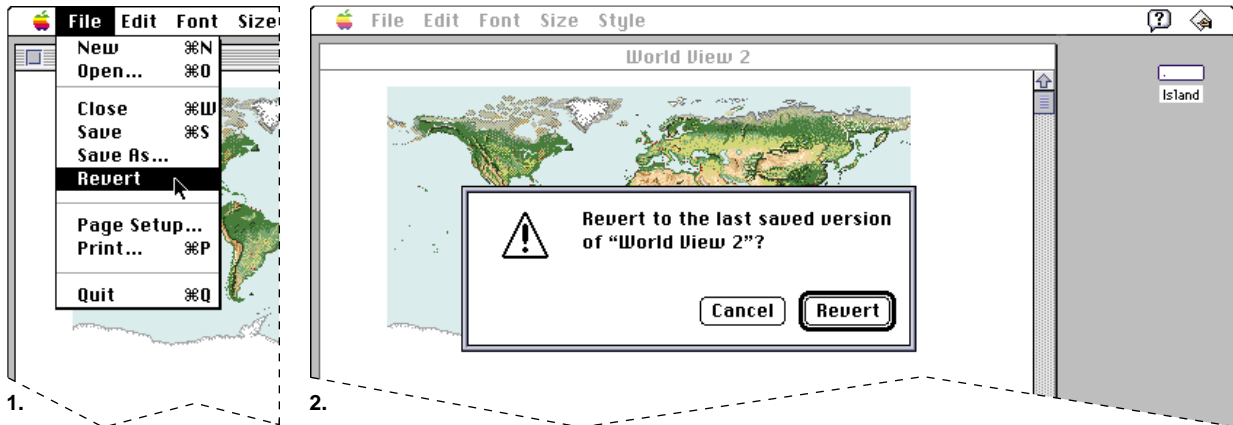 File Edit Font Size
New ⌘N
Open... ⌘O
Close ⌘W
Save ⌘S
Save As...
Revert
Page Setup...
Print... ⌘P
Quit ⌘Q
1.
File Edit Font Size Style
World View 2
Island
Revert to the last saved version
of “World View 2”?
Cancel Revert
2.